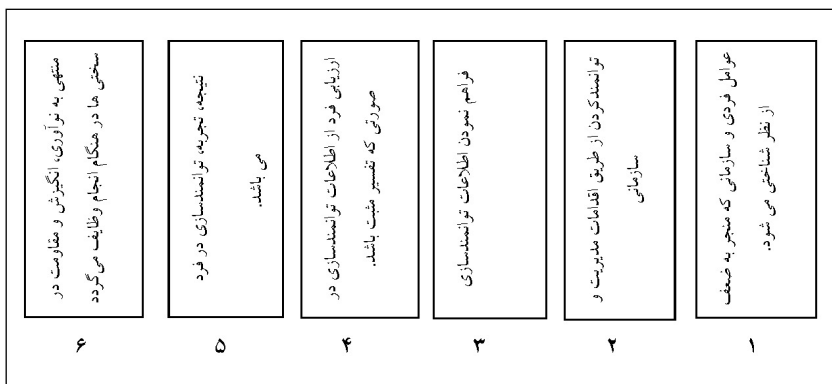 عوامل فردی و سازمانی که منجر به ضعف
از نظر شناختی می شود.
۱
توانمندکردن از طریق اقدامات مدیریت و
سازمانی
۲
فراهم نمودن اطلاعات توانمندسازی
۳
ارزیابی فرد از اطلاعات توانمندسازی در
صورتی که تفسیر مثبت باشد.
۴
نتیجه، تجربه، توانمندسازی در فرد
می باشد.
۵
منتهی به نوآوری، انگیزش و مقاومت در
سختی ها در هنگام انجام وظایف می گردد
۶